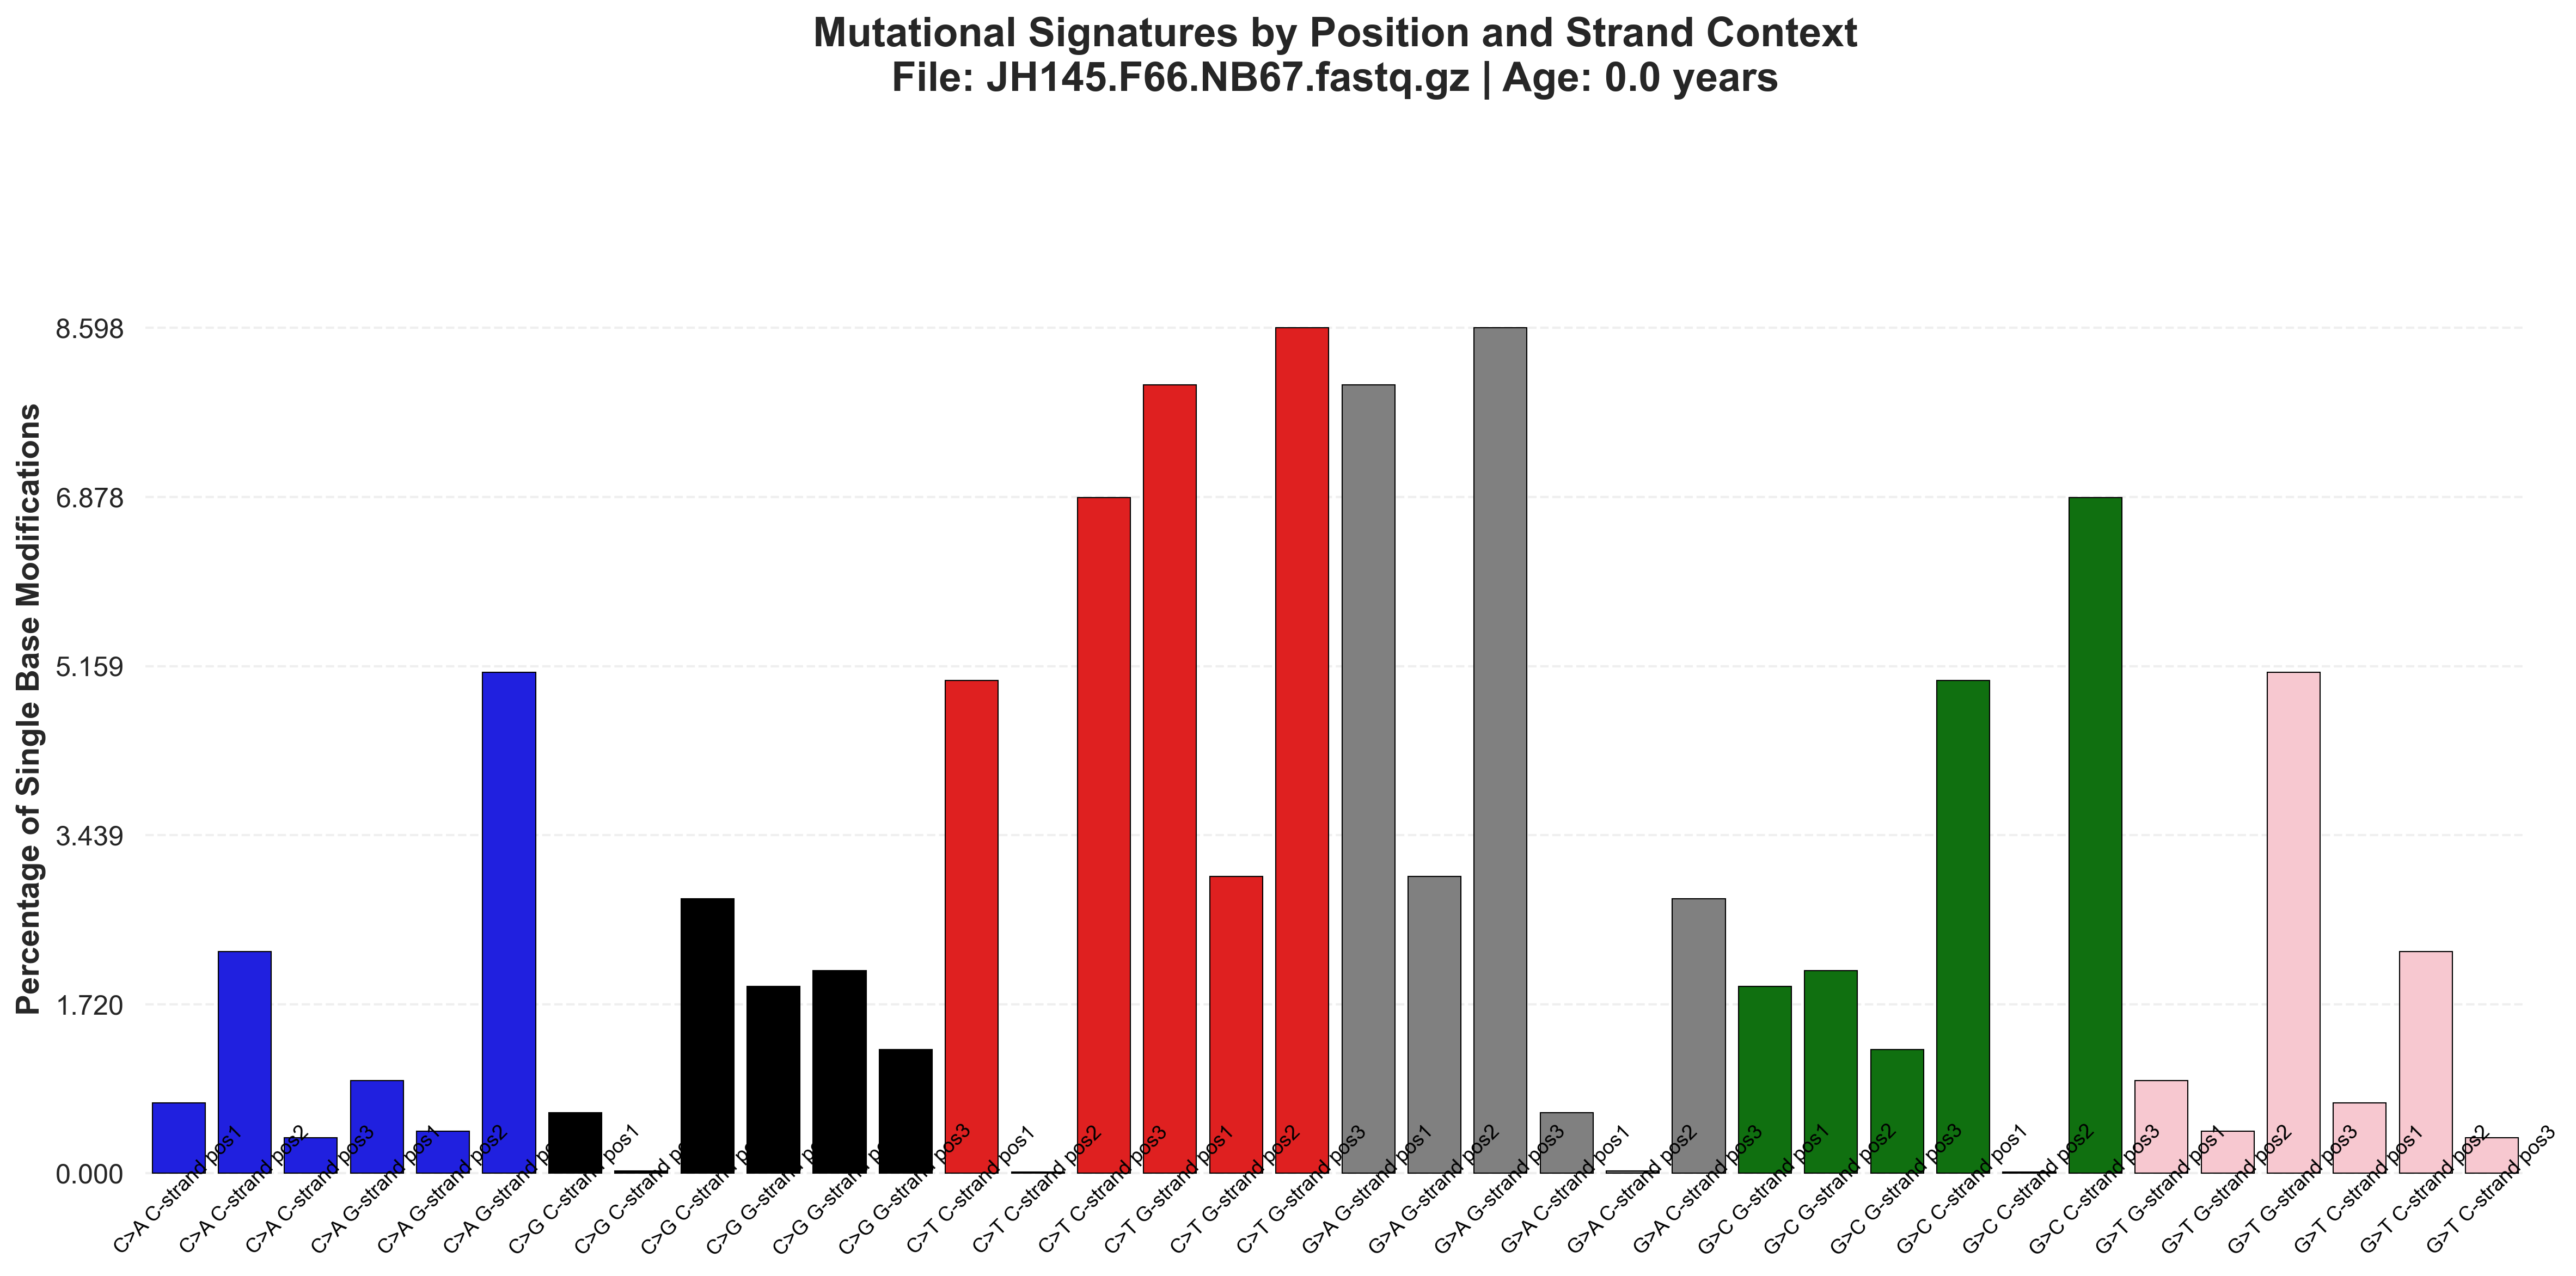 Mutational Signatures by Position and Strand Context
File: JH145.F66.NB67.fastq.gz | Age: 0.0 years
Percentage of Single Base Modifications
8.598
6.878
5.159
3.439
1.720
0.000
C>A C-strand pos1
C>A C-strand pos2
C>A C-strand pos3
C>A G-strand pos1
C>A G-strand pos2
C>A G-strand
C>G C-strand pos1
C>G C-strand
C>G C-strand
C>G G-strand
C>G G-strand
C>G G-strand pos3
C>T C-strand pos1
C>T C-strand pos2
C>T C-strand pos3
C>T G-strand pos1
C>T G-strand pos2
C>T G-strand pos3
G>A G-strand pos1
G>A G-strand pos2
G>A G-strand pos3
G>A C-strand pos1
G>A C-strand pos2
G>A C-strand pos3
G>C G-strand pos1
G>C G-strand pos2
G>C G-strand pos3
G>C C-strand pos1
G>C C-strand pos2
G>C C-strand pos3
G>T G-strand pos1
G>T G-strand pos2
G>T G-strand pos3
G>T C-strand pos1
G>T C-strand pos2
G>T C-strand pos3